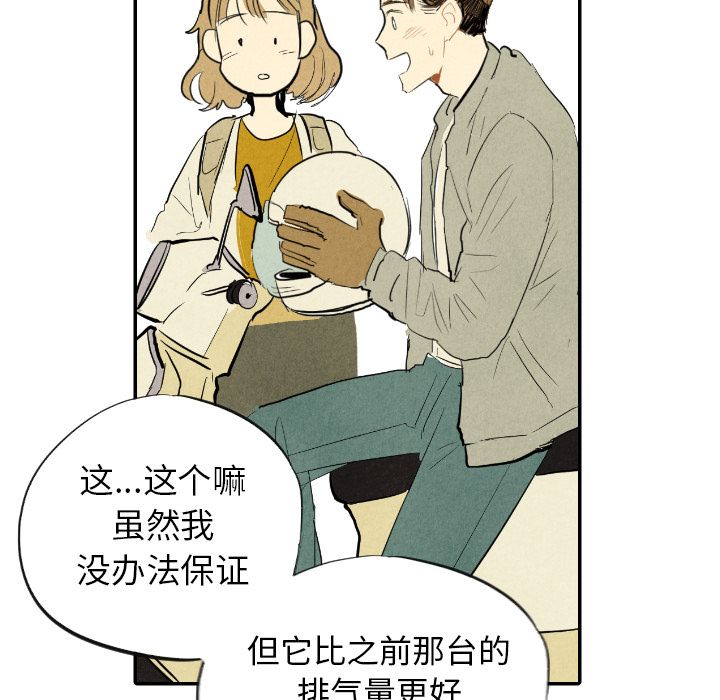 这...这个嘛
虽然我
没办法保证
但它比之前那台的
排气量更好